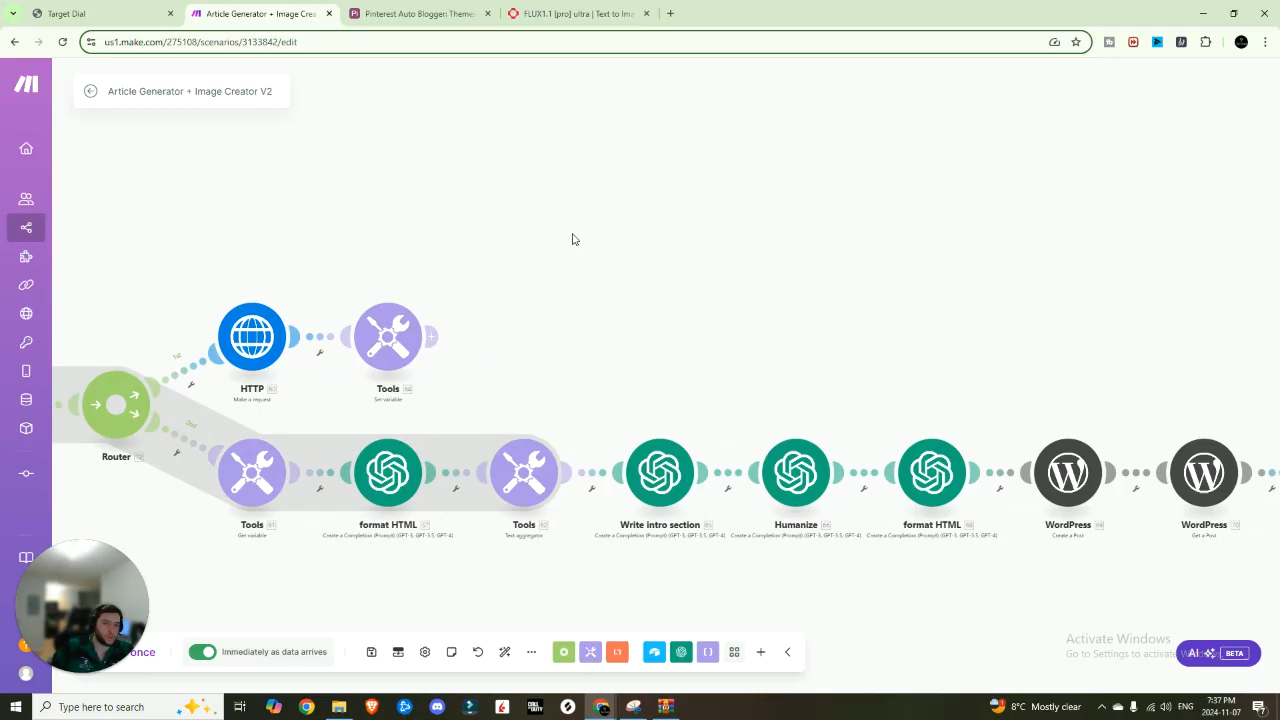 Target Dial
Article Generator + Image Crea
Pinterest Auto Blogger: Theme
FLUX1.1 [pro] ultra | Text to Ima
us1.make.com/275108/scenarios/3133842/edit
Article Generator + Image Creator V2
1st
HTTP
Make a request
Tools
Set variable
2nd
Router
Tools
Get variable
format HTML
Create a Completion (Prompt) (GPT-3, GPT-3.5, GPT-4)
Tools
Text aggregator
Write intro section
Create a Completion (Prompt) (GPT-3, GPT-3.5, GPT-4)
Humanize
Create a Completion (Prompt) (GPT-3, GPT-3.5, GPT-4)
format HTML
Create a Completion (Prompt) (GPT-3, GPT-3.5, GPT-4)
WordPress
Create a Post
WordPress
Get a Post
once
Immediately as data arrives
Activate Windows
Go to Settings to activate
AI
BETA
Type here to search
8°C Mostly clear
ENG
7:37 PM
2024-11-07